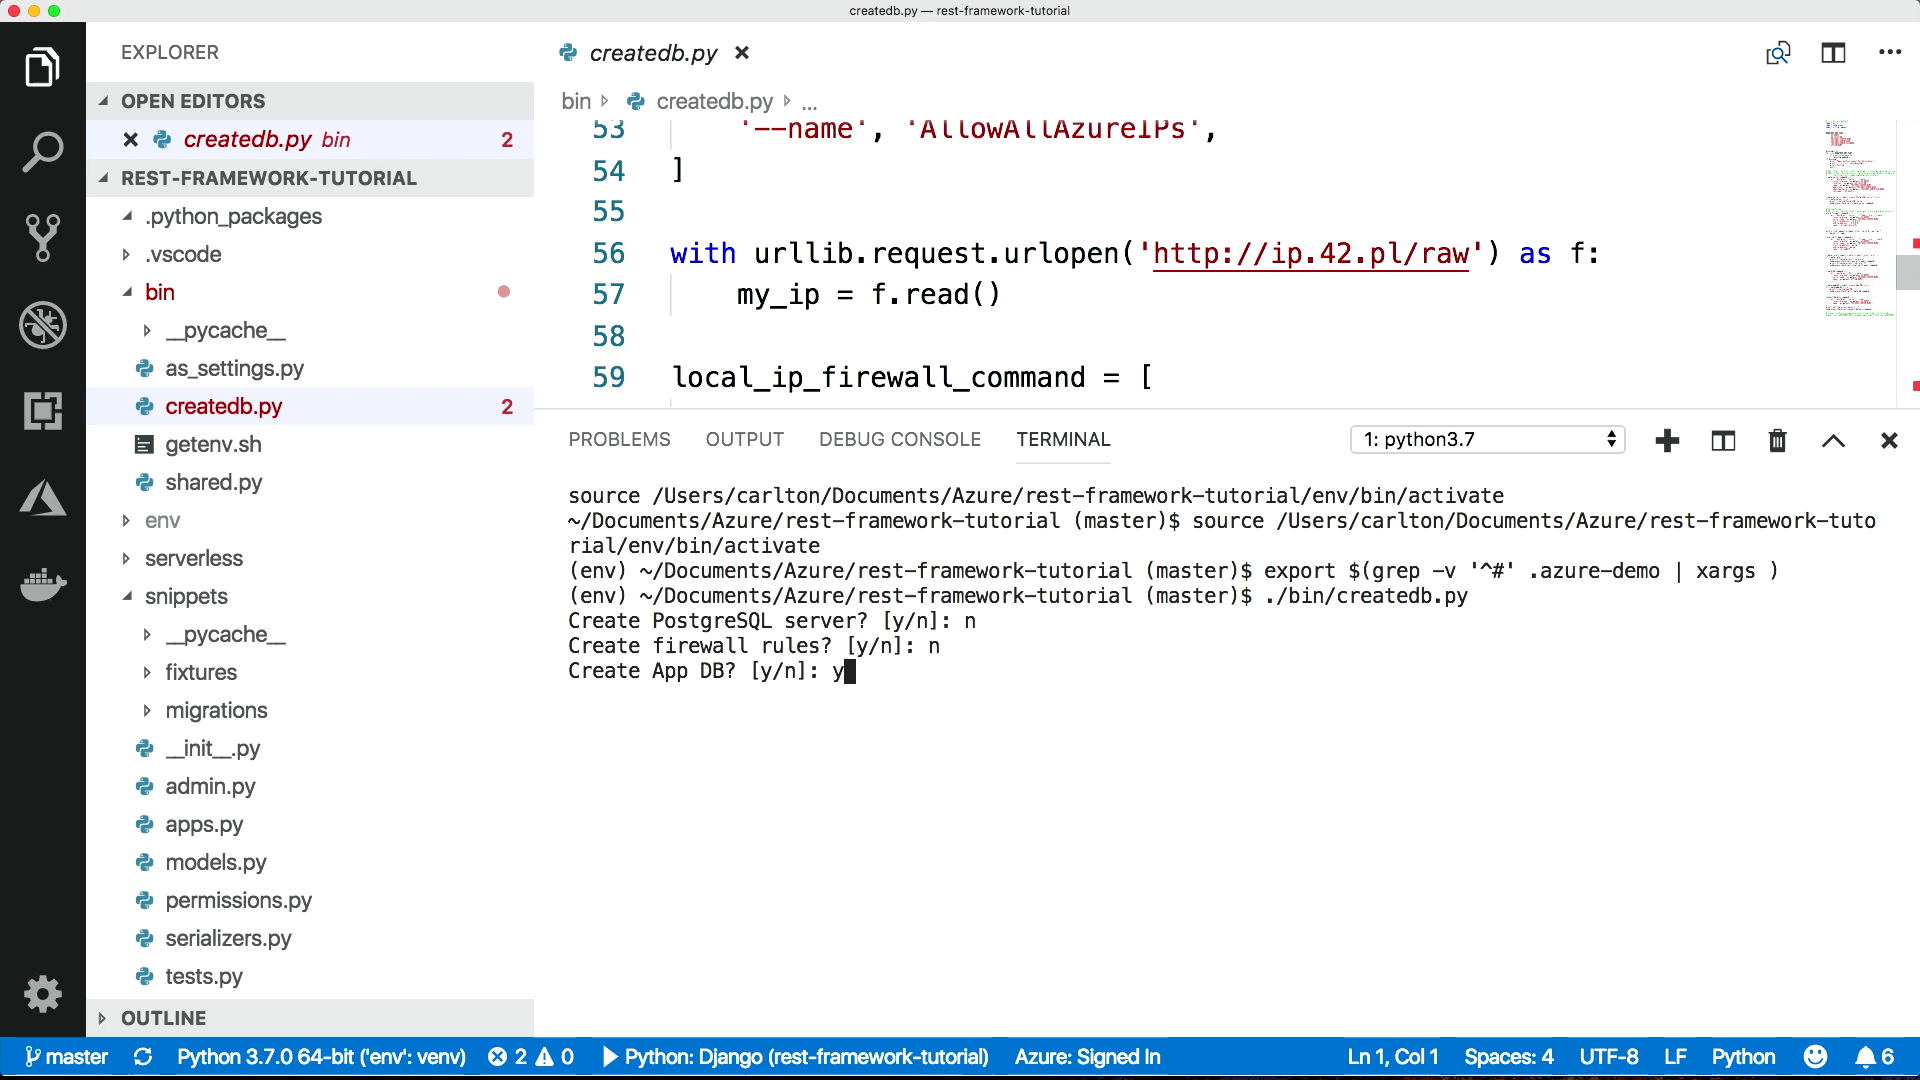 createdb.py — rest-framework-tutorial
EXPLORER
OPEN EDITORS
createdb.py bin 2
REST-FRAMEWORK-TUTORIAL
.python_packages
.vscode
bin
__pycache__
as_settings.py
createdb.py 2
getenv.sh
shared.py
env
serverless
snippets
__pycache__
fixtures
migrations
__init__.py
admin.py
apps.py
models.py
permissions.py
serializers.py
tests.py
OUTLINE
createdb.py
bin createdb.py ...
53 '--name', 'AllowAllAzureIPs',
54 ]
55
56 with urllib.request.urlopen('http://ip.42.pl/raw') as f:
57 my_ip = f.read()
58
59 local_ip_firewall_command = [
PROBLEMS OUTPUT DEBUG CONSOLE TERMINAL 1: python3.7
source /Users/carlton/Documents/Azure/rest-framework-tutorial/env/bin/activate
~/Documents/Azure/rest-framework-tutorial (master)$ source /Users/carlton/Documents/Azure/rest-framework-tuto
rial/env/bin/activate
(env) ~/Documents/Azure/rest-framework-tutorial (master)$ export $(grep -v '^#' .azure-demo | xargs )
(env) ~/Documents/Azure/rest-framework-tutorial (master)$ ./bin/createdb.py
Create PostgreSQL server? [y/n]: n
Create firewall rules? [y/n]: n
Create App DB? [y/n]: y
master Python 3.7.0 64-bit ('env': venv) 2 0 Python: Django (rest-framework-tutorial) Azure: Signed In Ln 1, Col 1 Spaces: 4 UTF-8 LF Python 6